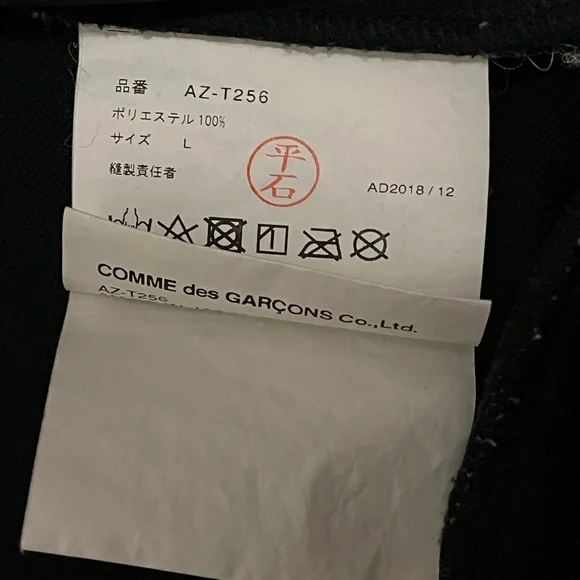 品番 AZ-T256
ポリエステル 100%
サイズ L
縫製責任者
平石
AD2018/12
COMME des GARÇONS Co.,Ltd.
AZ-T256